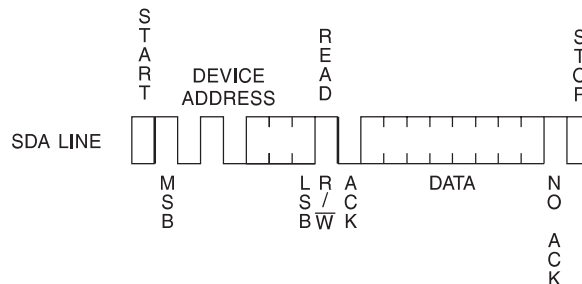 START
READ
STOP
DEVICE
ADDRESS
SDA LINE
MSB
LSB
R/W
ACK
DATA
NO ACK